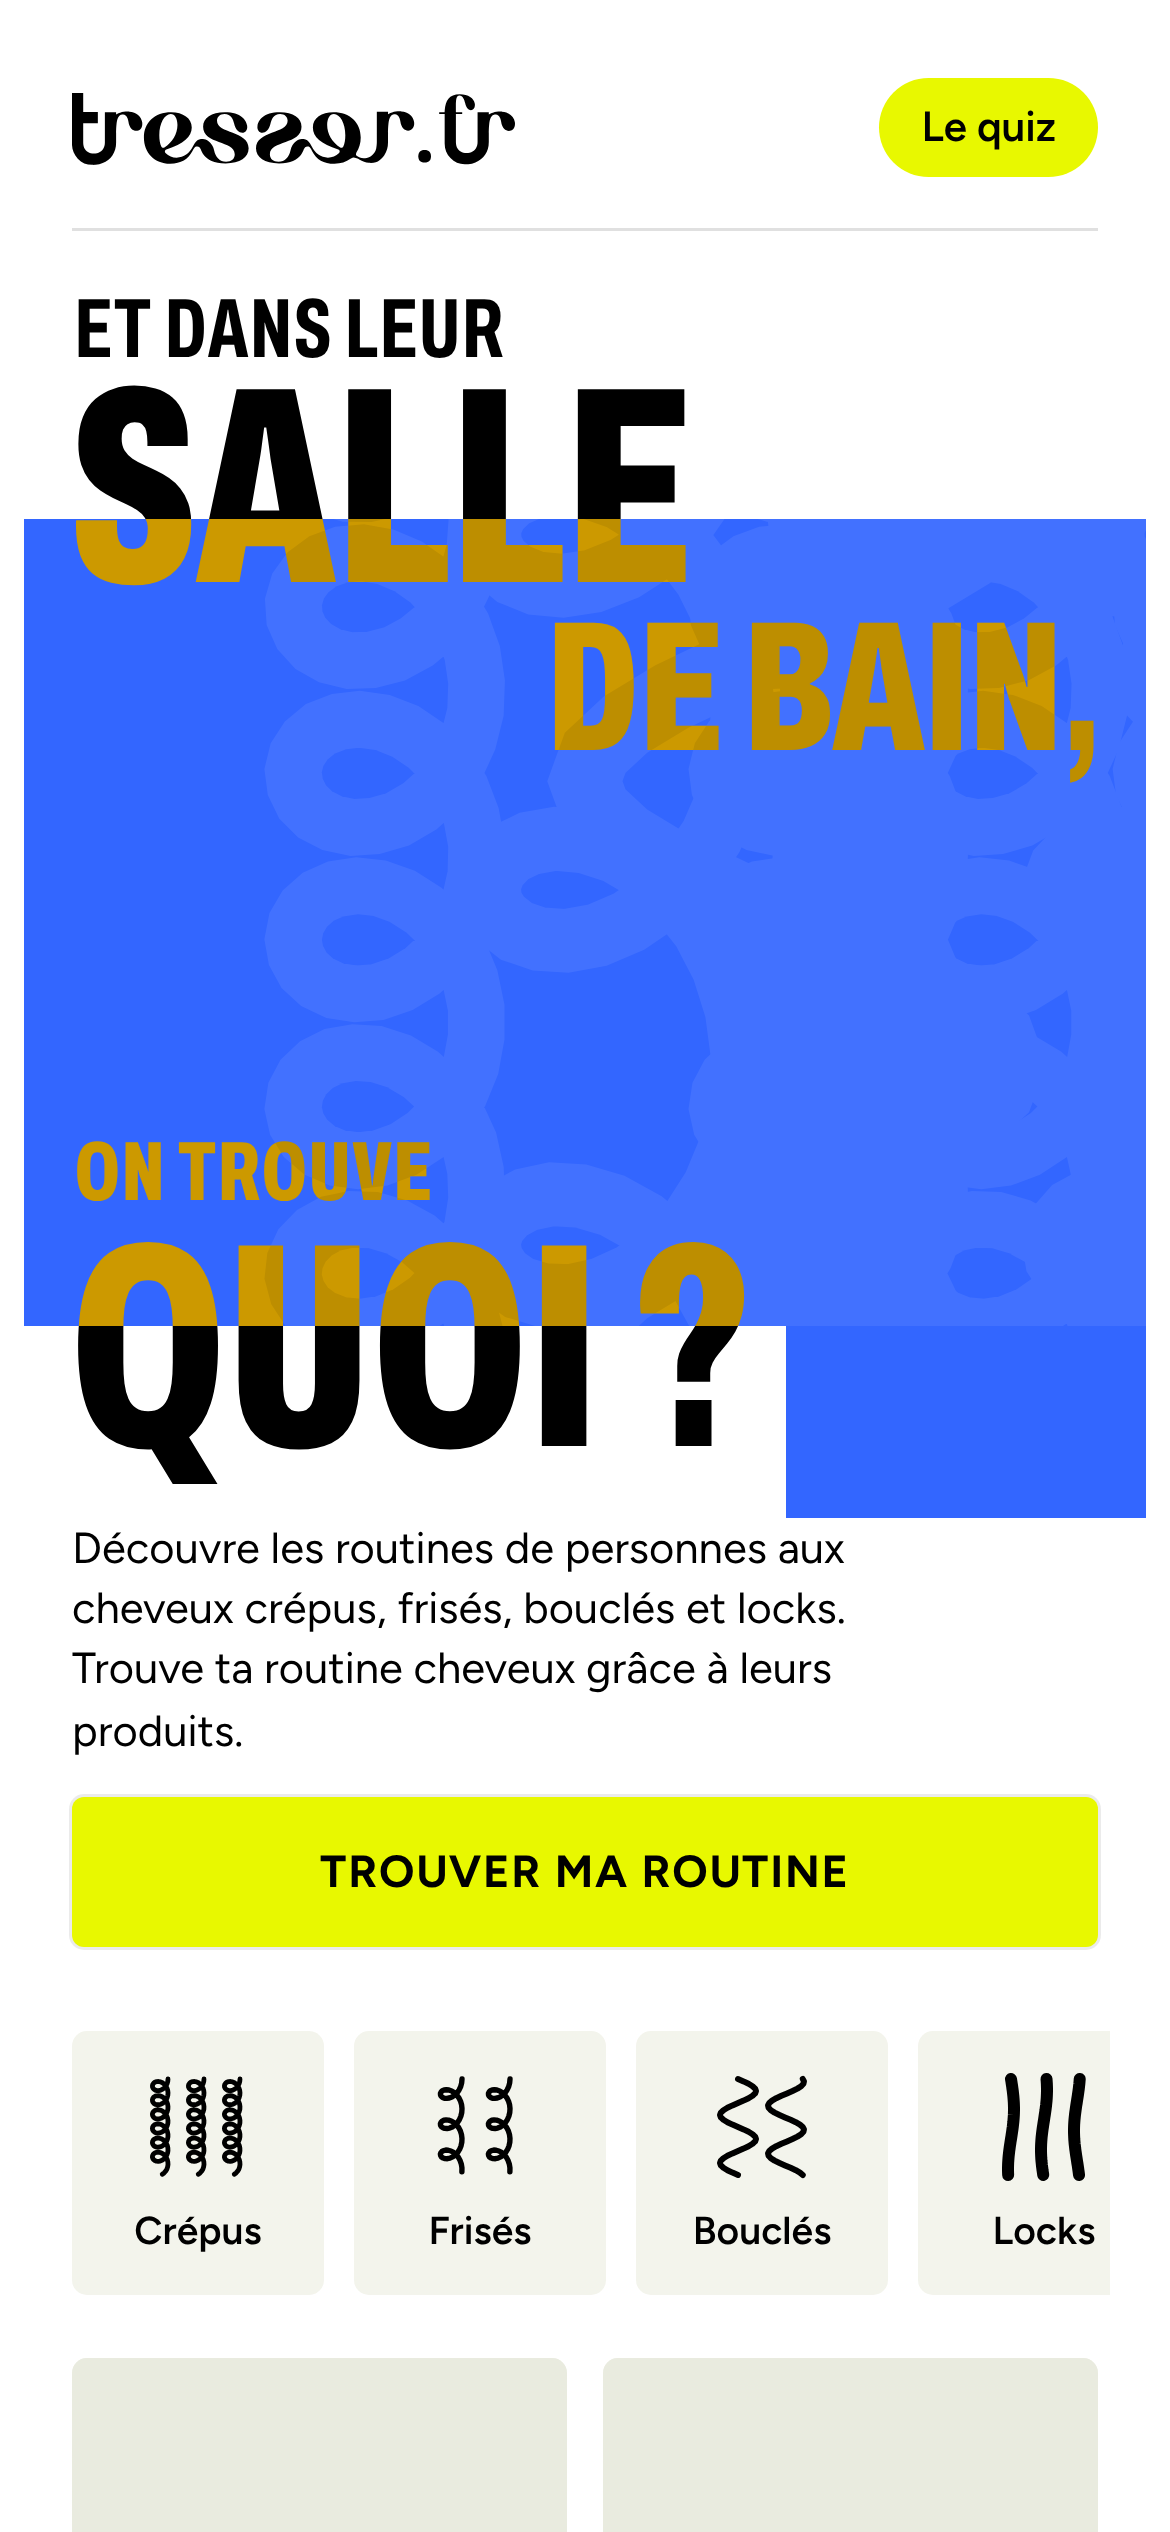 tressor.fr
Le quiz
ET DANS LEUR
SALLE
DE BAIN,
ON TROUVE
QUOI ?
Découvre les routines de personnes aux
cheveux crépus, frisés, bouclés et locks.
Trouve ta routine cheveux grâce à leurs
produits.
TROUVER MA ROUTINE
Crépus
Frisés
Bouclés
Locks